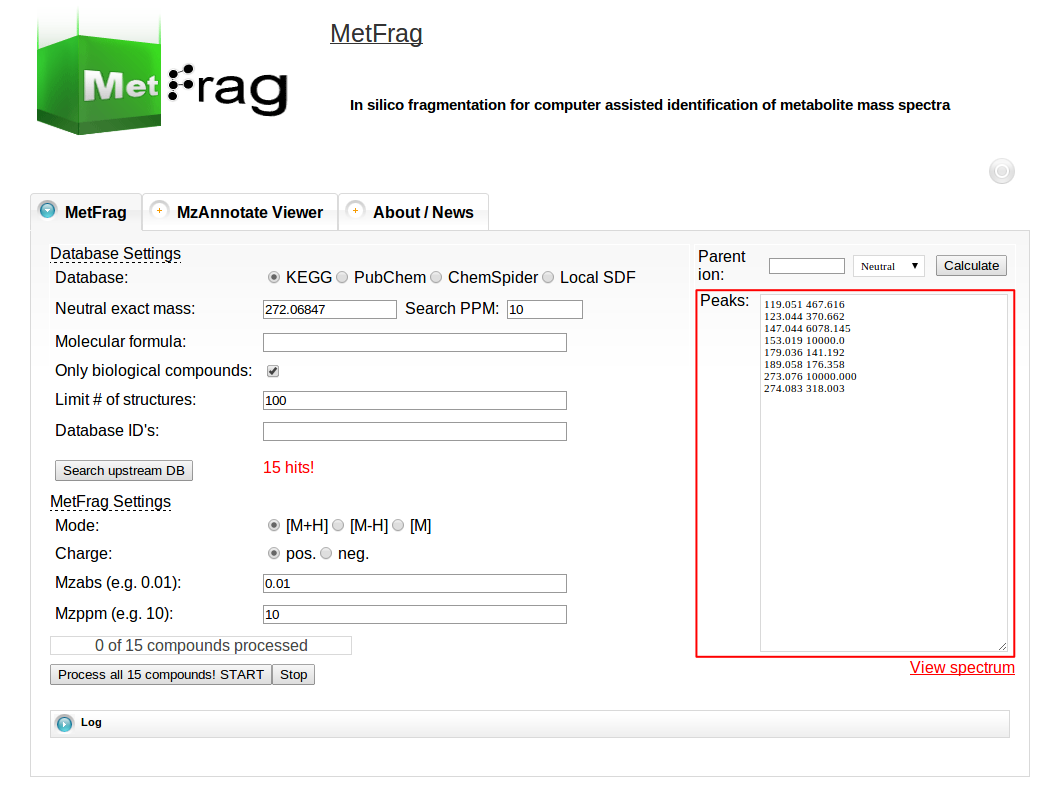 MetFrag
MetFrag
In silico fragmentation for computer assisted identification of metabolite mass spectra
MetFrag
MzAnnotate Viewer
About / News
Database Settings
Database: KEGG PubChem ChemSpider Local SDF
Neutral exact mass: 272.06847 Search PPM: 10
Molecular formula:
Only biological compounds:
Limit # of structures: 100
Database ID's:
Search upstream DB 15 hits!
MetFrag Settings
Mode: [M+H] [M-H] [M]
Charge: pos. neg.
Mzabs (e.g. 0.01): 0.01
Mzppm (e.g. 10): 10
0 of 15 compounds processed
Process all 15 compounds! START Stop
Parent
ion: Neutral Calculate
Peaks:
119.051 467.616
123.044 370.662
147.044 6078.145
153.019 10000.0
179.036 141.192
189.058 176.358
273.076 10000.000
274.083 318.003
View spectrum
Log